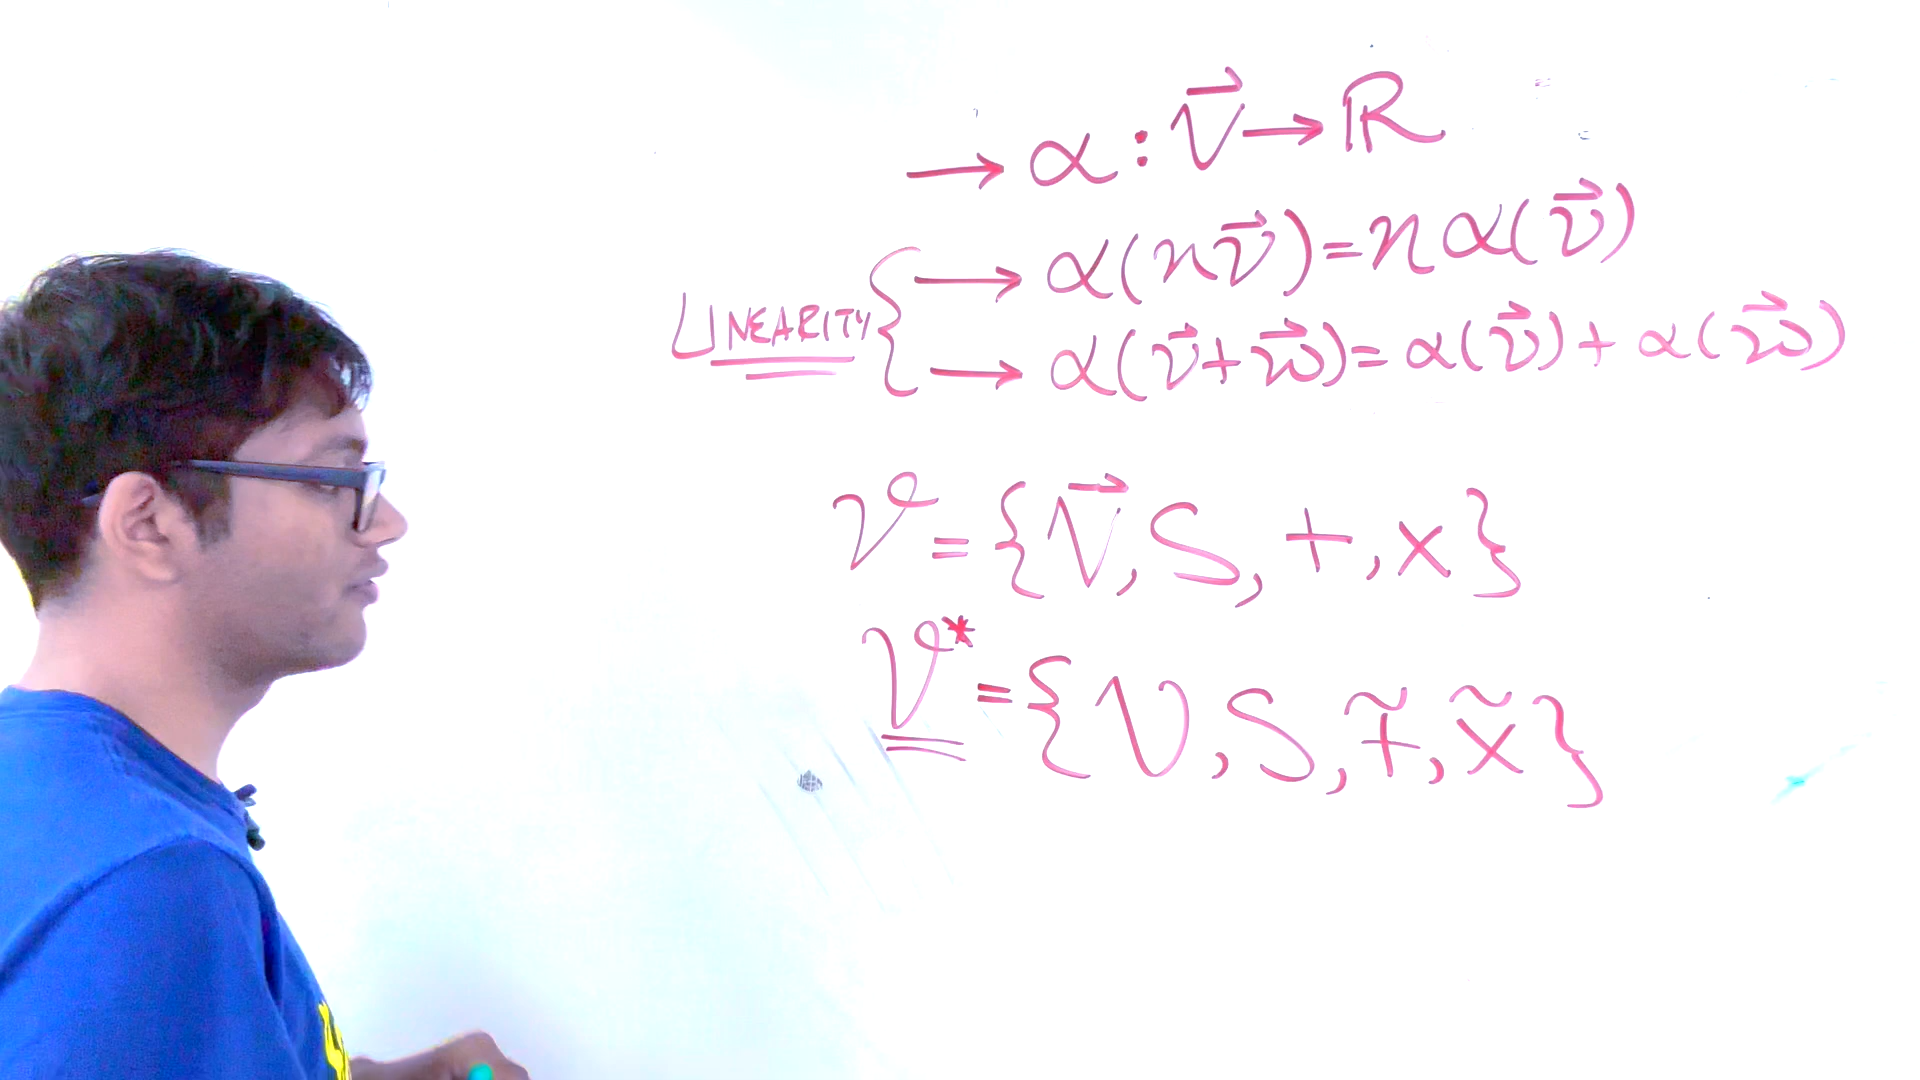 → α : V⃗ → ℝ
LINEARITY { → α(nv⃗) = nα(v⃗)
→ α(v⃗ + w⃗) = α(v⃗) + α(w⃗)
𝒱 = {V⃗, S, +, x}
𝒱* = {V, S, +̃, x̃}